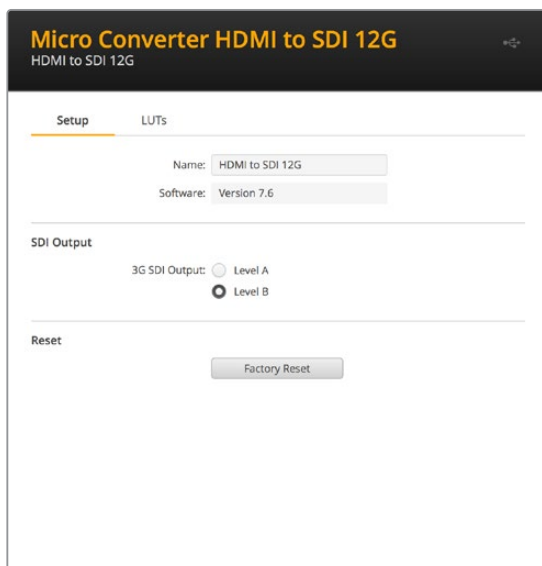 Micro Converter HDMI to SDI 12G
HDMI to SDI 12G
Setup LUTs
Name: HDMI to SDI 12G
Software: Version 7.6
SDI Output
3G SDI Output: Level A
Level B
Reset
Factory Reset